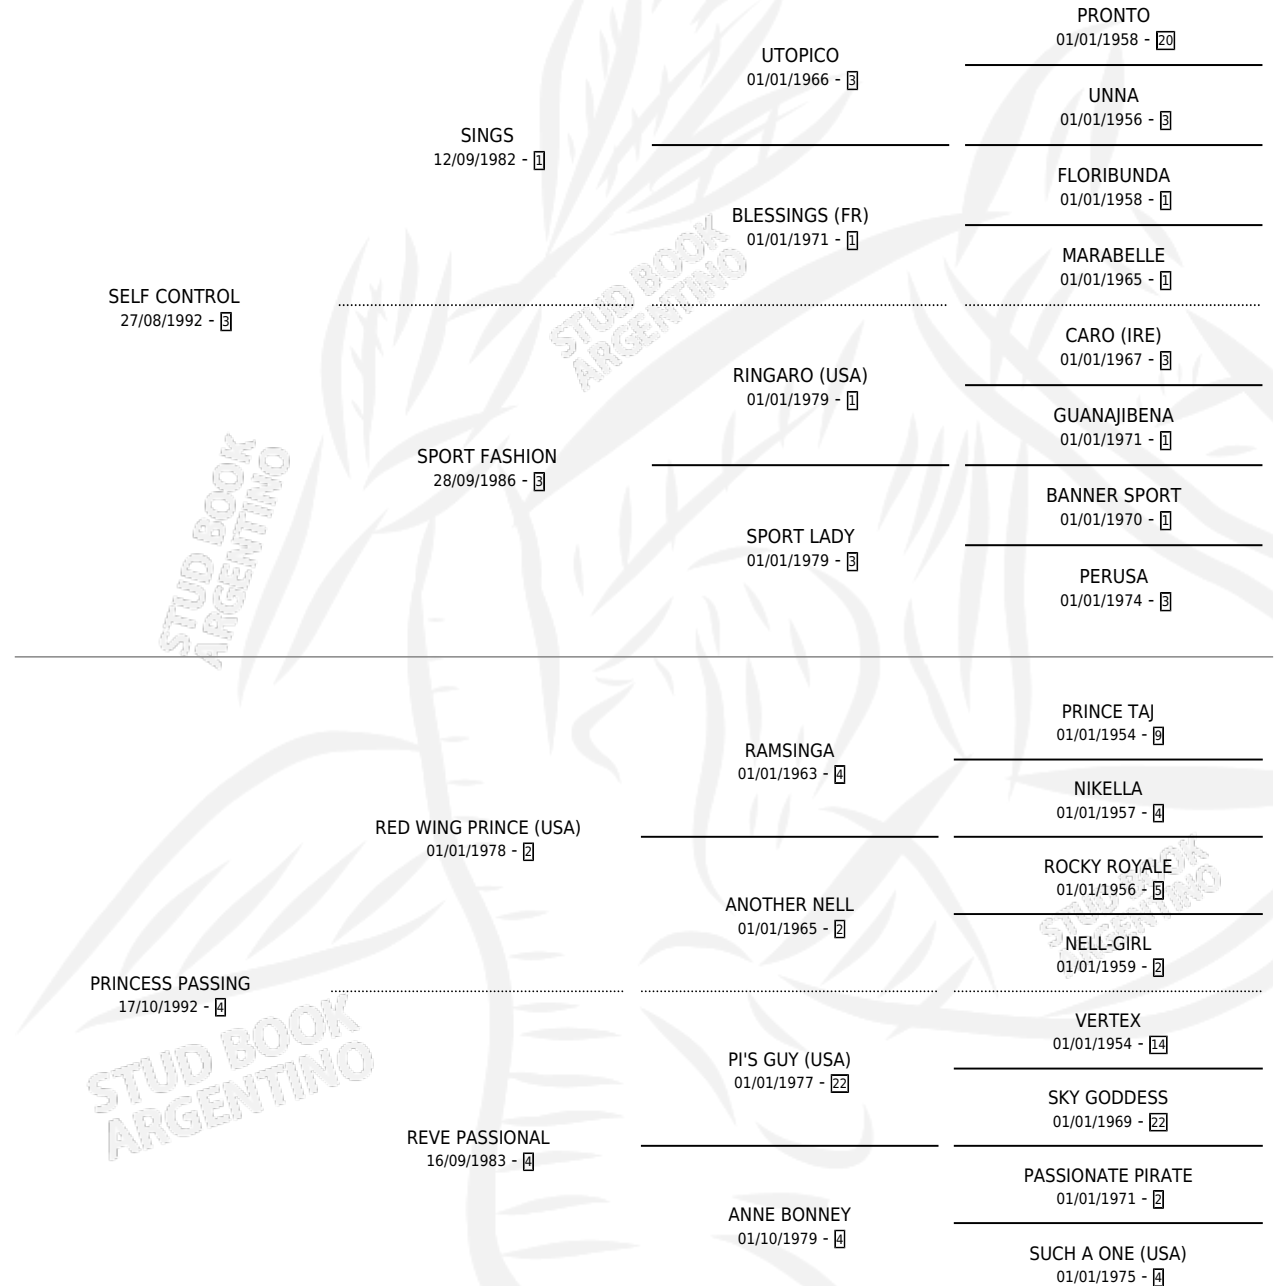 PRONTO
01/01/1958 - 20
UTOPICO
01/01/1966 - 3
UNNA
01/01/1956 - 3
SINGS
12/09/1982 - 1
FLORIBUNDA
01/01/1958 - 1
BLESSINGS (FR)
01/01/1971 - 1
MARABELLE
01/01/1965 - 1
SELF CONTROL
27/08/1992 - 3
STUD BOOK
ARGENTINO
CARO (IRE)
01/01/1967 - 3
RINGARO (USA)
01/01/1979 - 1
GUANAJIBENA
01/01/1971 - 1
SPORT FASHION
28/09/1986 - 3
BANNER SPORT
01/01/1970 - 1
SPORT LADY
01/01/1979 - 3
PERUSA
01/01/1974 - 3
STUD BOOK
ARGENTINO
PRINCE TAJ
01/01/1954 - 9
RAMSINGA
01/01/1963 - 4
NIKELLA
01/01/1957 - 4
RED WING PRINCE (USA)
01/01/1978 - 2
ROCKY ROYALE
01/01/1956 - 5
ANOTHER NELL
01/01/1965 - 2
NELL-GIRL
01/01/1959 - 2
STUD BOOK
ARGENTINO
PRINCESS PASSING
17/10/1992 - 4
VERTEX
01/01/1954 - 14
PI'S GUY (USA)
01/01/1977 - 22
SKY GODDESS
01/01/1969 - 22
STUD BOOK
ARGENTINO
REVE PASSIONAL
16/09/1983 - 4
PASSIONATE PIRATE
01/01/1971 - 2
ANNE BONNEY
01/10/1979 - 4
SUCH A ONE (USA)
01/01/1975 - 4